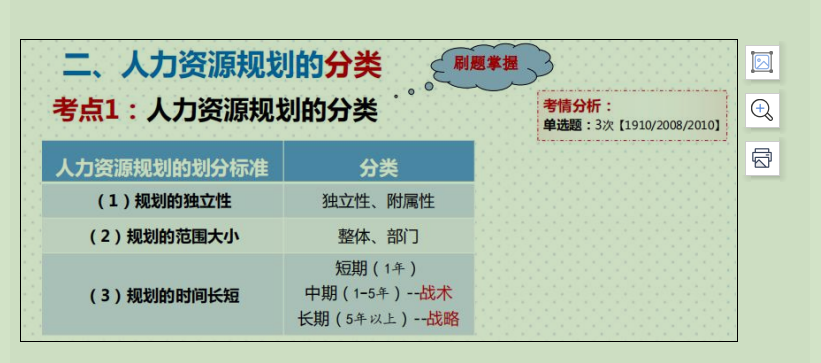 二、人力资源规划的分类
刷题掌握
考点1：人力资源规划的分类
考情分析：
单选题：3次【1910/2008/2010】
人力资源规划的划分标准
分类
（1）规划的独立性
独立性、附属性
（2）规划的范围大小
整体、部门
（3）规划的时间长短
短期（1年）
中期（1-5年）--战术
长期（5年以上）--战略